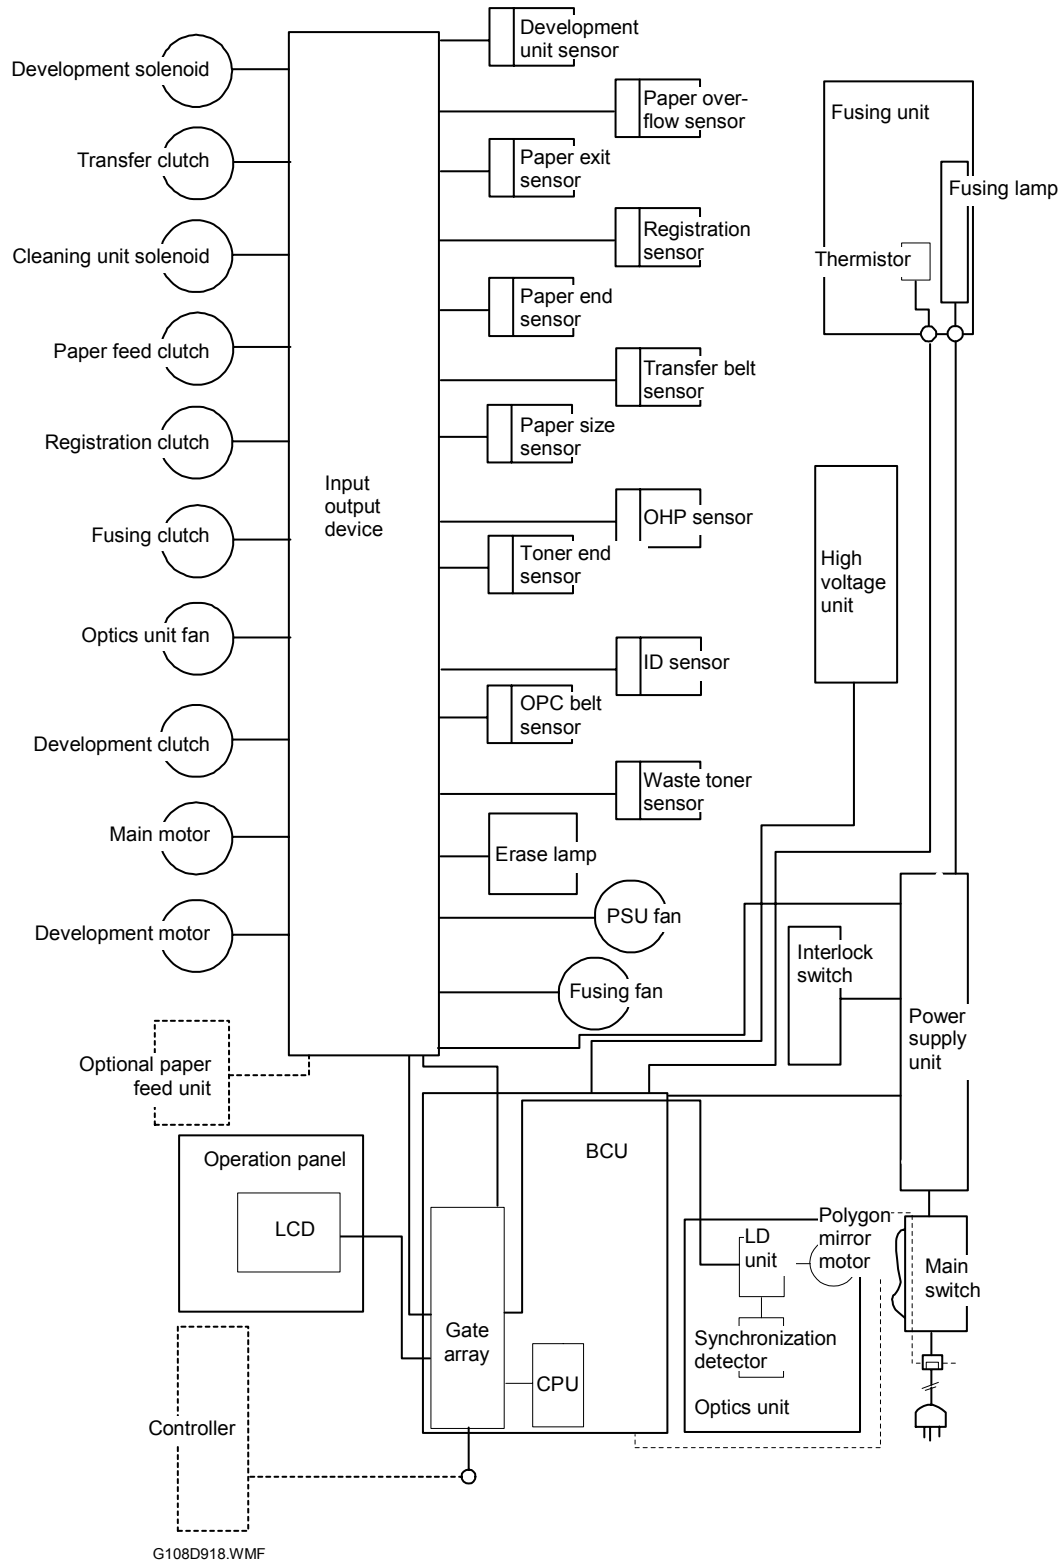 Development solenoid
Transfer clutch
Cleaning unit solenoid
Paper feed clutch
Registration clutch
Fusing clutch
Optics unit fan
Development clutch
Main motor
Development motor
Optional paper
feed unit
Input
output
device
Development
unit sensor
Paper over-
flow sensor
Paper exit
sensor
Registration
sensor
Paper end
sensor
Transfer belt
sensor
Paper size
sensor
OHP sensor
Toner end
sensor
ID sensor
OPC belt
sensor
Waste toner
sensor
Erase lamp
PSU fan
Fusing fan
Fusing unit
Fusing lamp
Thermistor
High
voltage
unit
Interlock
switch
Power
supply
unit
Operation panel
LCD
BCU
Gate
array
CPU
Polygon
mirror
motor
LD
unit
Synchronization
detector
Optics unit
Main
switch
Controller
G108D918.WMF